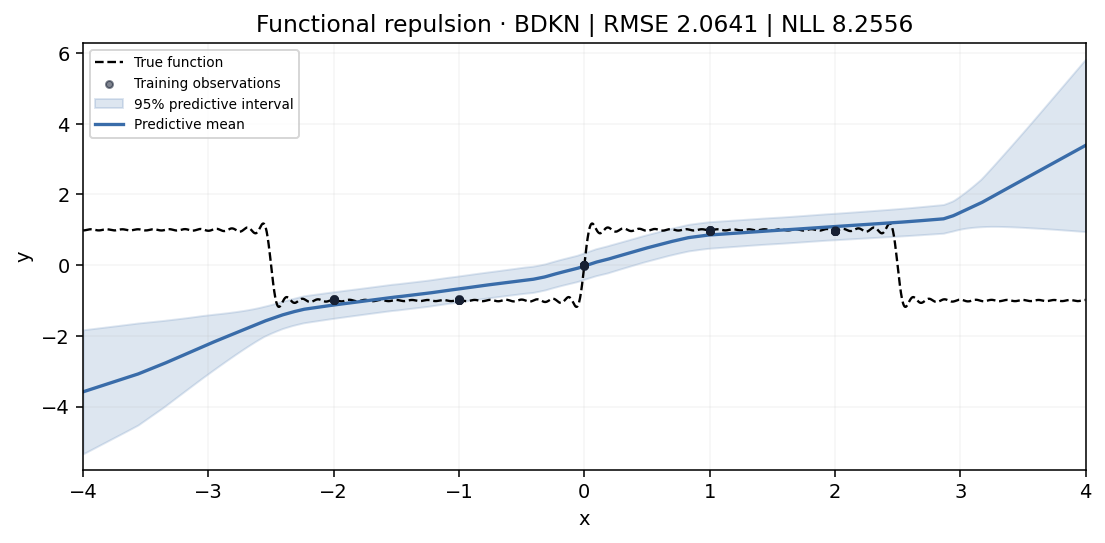 Functional repulsion · BDKN | RMSE 2.0641 | NLL 8.2556
True function
Training observations
95% predictive interval
Predictive mean
y
6
4
2
0
−2
−4
−4 −3 −2 −1 0 1 2 3 4
x